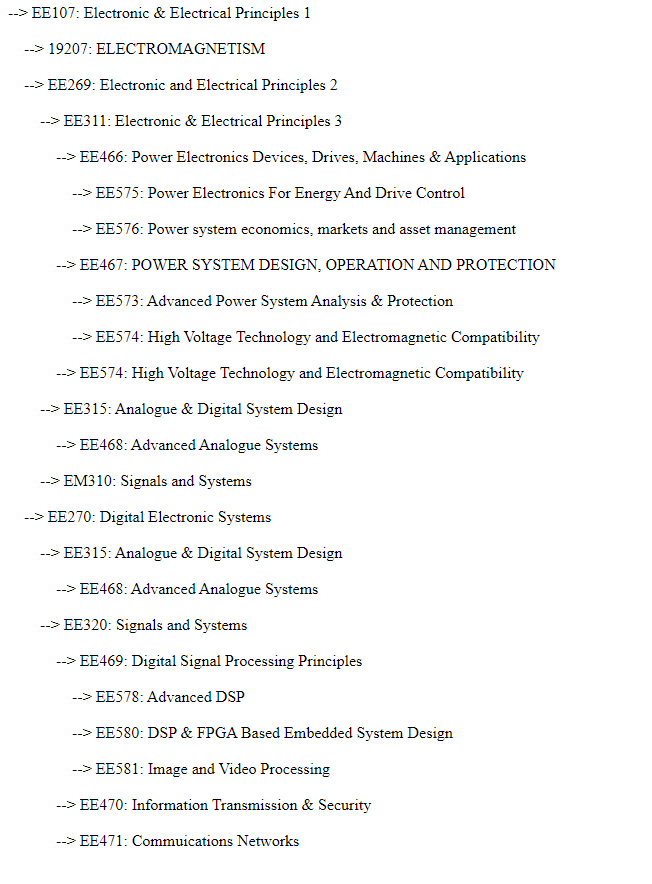 --> EE107: Electronic & Electrical Principles 1
--> 19207: ELECTROMAGNETISM
--> EE269: Electronic and Electrical Principles 2
--> EE311: Electronic & Electrical Principles 3
--> EE466: Power Electronics Devices, Drives, Machines & Applications
--> EE575: Power Electronics For Energy And Drive Control
--> EE576: Power system economics, markets and asset management
--> EE467: POWER SYSTEM DESIGN, OPERATION AND PROTECTION
--> EE573: Advanced Power System Analysis & Protection
--> EE574: High Voltage Technology and Electromagnetic Compatibility
--> EE574: High Voltage Technology and Electromagnetic Compatibility
--> EE315: Analogue & Digital System Design
--> EE468: Advanced Analogue Systems
--> EM310: Signals and Systems
--> EE270: Digital Electronic Systems
--> EE315: Analogue & Digital System Design
--> EE468: Advanced Analogue Systems
--> EE320: Signals and Systems
--> EE469: Digital Signal Processing Principles
--> EE578: Advanced DSP
--> EE580: DSP & FPGA Based Embedded System Design
--> EE581: Image and Video Processing
--> EE470: Information Transmission & Security
--> EE471: Commuications Networks